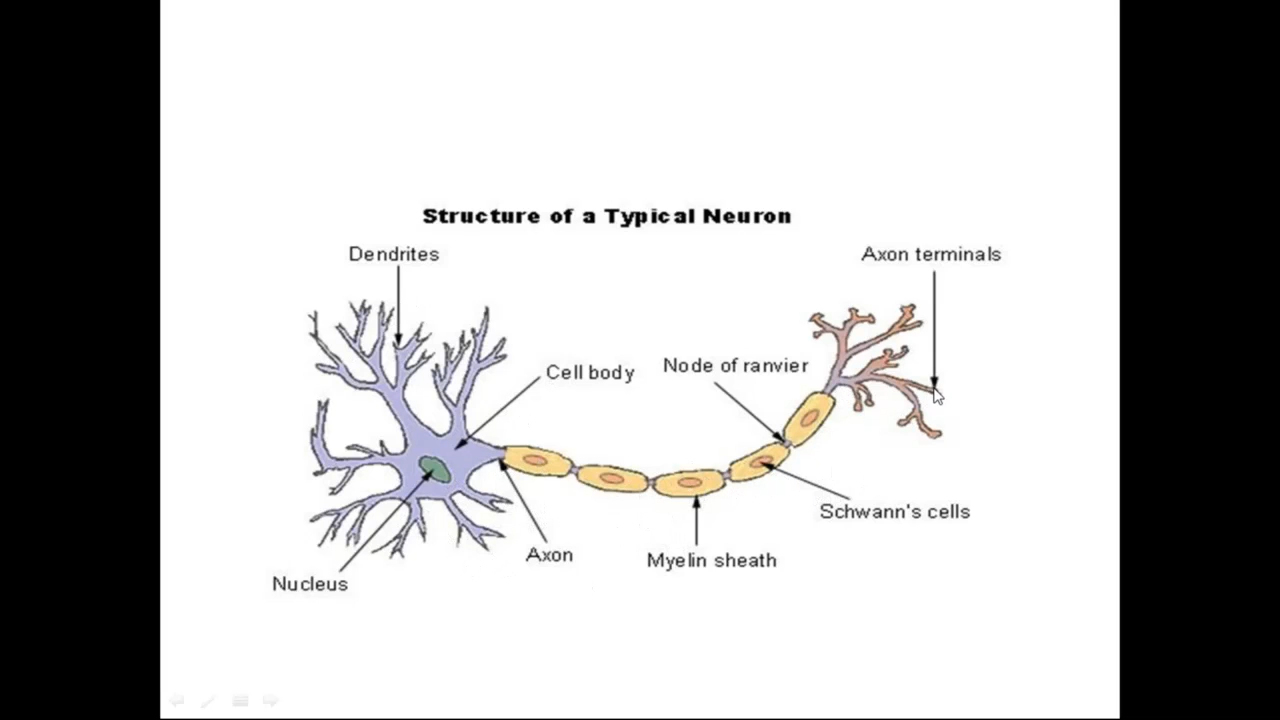 Structure of a Typical Neuron
Dendrites
Axon terminals
Cell body
Node of ranvier
Schwann's cells
Axon
Myelin sheath
Nucleus